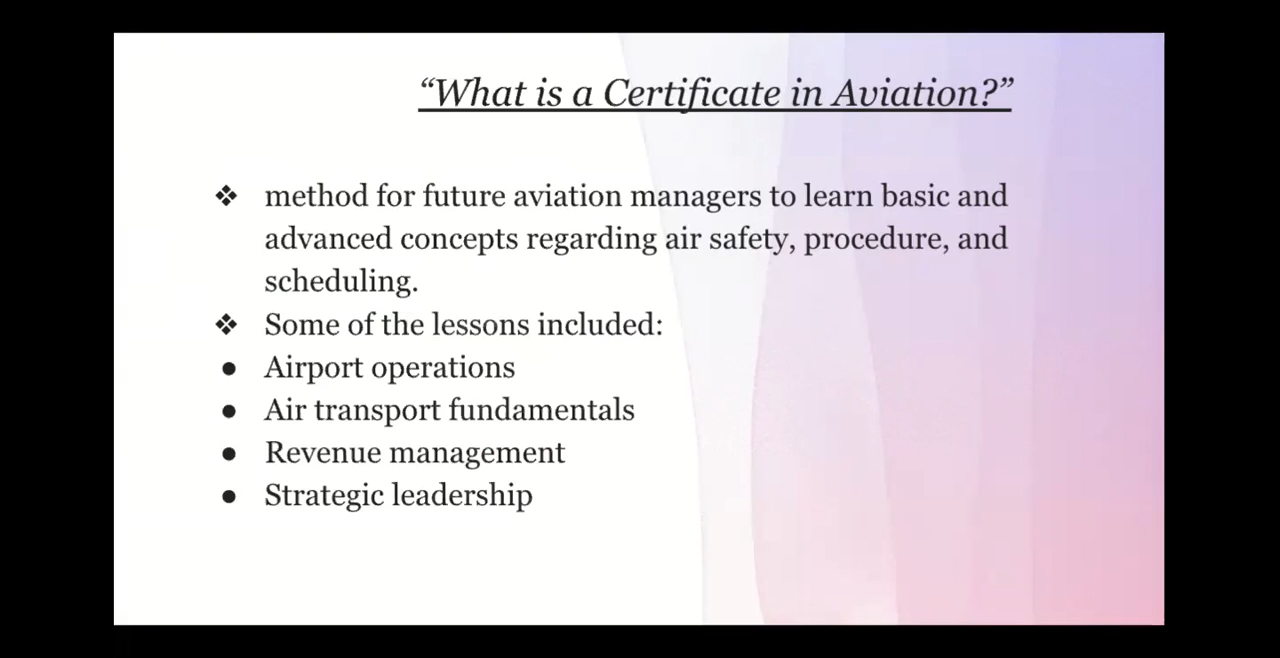 “What is a Certificate in Aviation?”
❖ method for future aviation managers to learn basic and
advanced concepts regarding air safety, procedure, and
scheduling.
❖ Some of the lessons included:
● Airport operations
● Air transport fundamentals
● Revenue management
● Strategic leadership